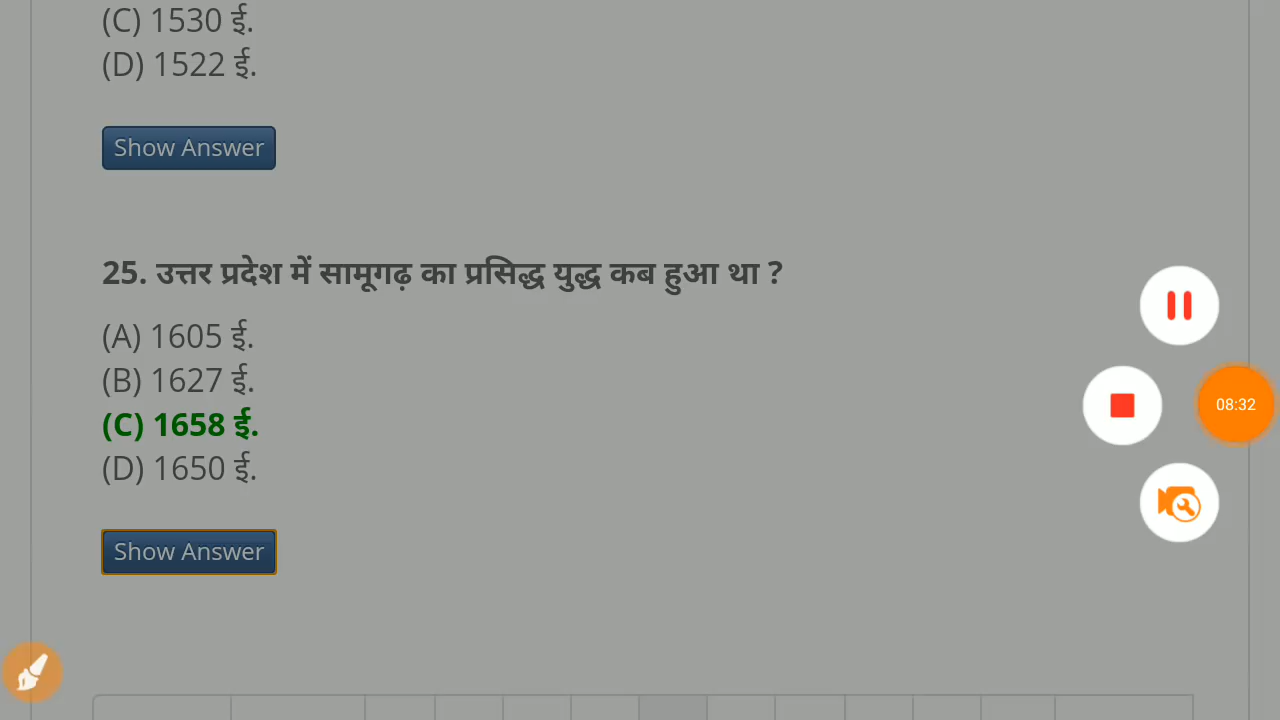 (C) 1530 ई.
(D) 1522 ई.
Show Answer
25. उत्तर प्रदेश में सामूगढ़ का प्रसिद्ध युद्ध कब हुआ था ?
(A) 1605 ई.
(B) 1627 ई.
(C) 1658 ई.
08:32
(D) 1650 ई.
Show Answer